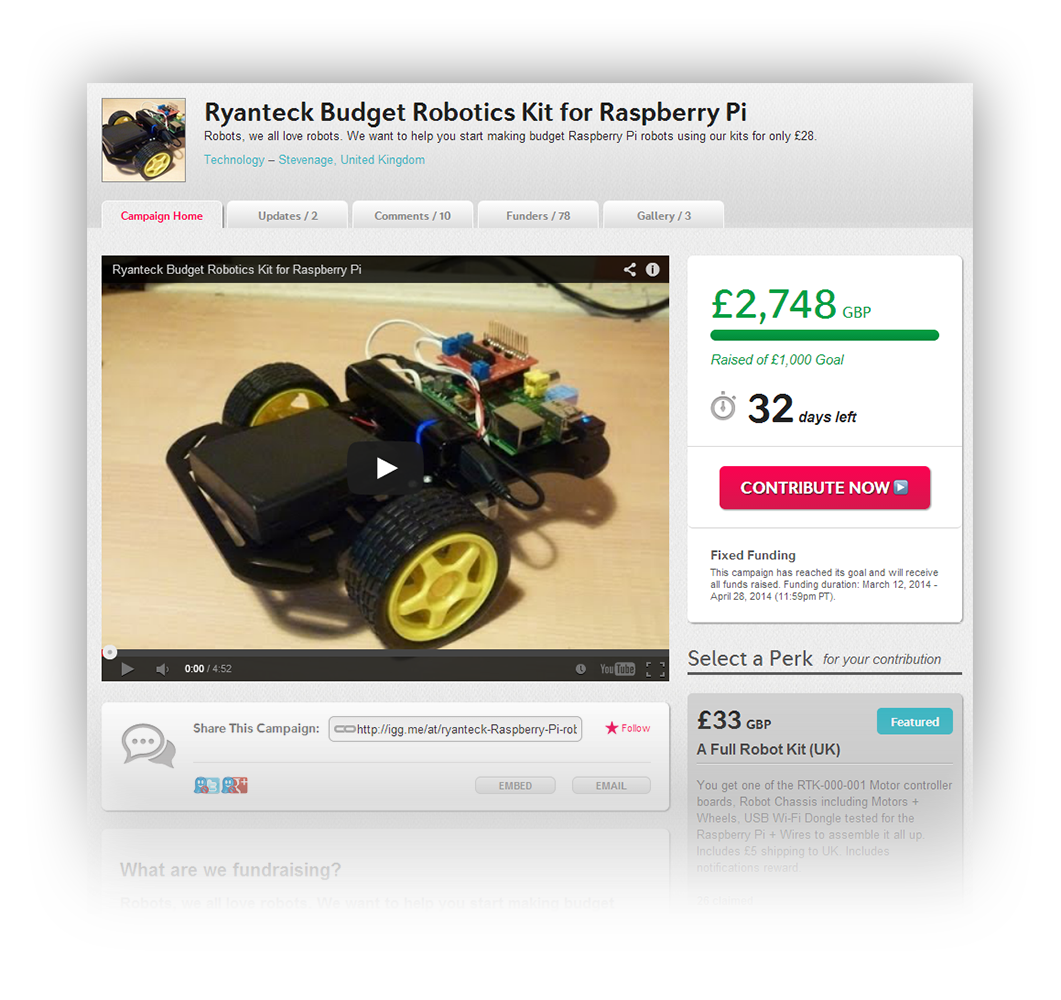 Ryanteck Budget Robotics Kit for Raspberry Pi
Robots, we all love robots. We want to help you start making budget Raspberry Pi robots using our kits for only £28.
Technology – Stevenage, United Kingdom
Campaign Home
Updates / 2
Comments / 10
Funders / 78
Gallery / 3
Ryanteck Budget Robotics Kit for Raspberry Pi
0:00 / 4:52
YouTube
£2,748 GBP
Raised of £1,000 Goal
32 days left
CONTRIBUTE NOW
Fixed Funding
This campaign has reached its goal and will receive
all funds raised. Funding duration: March 12, 2014 -
April 28, 2014 (11:59pm PT).
Select a Perk for your contribution
£33 GBP
Featured
A Full Robot Kit (UK)
You get one of the RTK-000-001 Motor controller
boards, Robot Chassis including Motors +
Wheels, USB Wi-Fi Dongle tested for the
Raspberry Pi + Wires to assemble it all up.
Includes £5 shipping to UK. Includes
notifications reward
Share This Campaign:
http://igg.me/at/ryanteck-Raspberry-Pi-rob
Follow
EMBED
EMAIL
What are we fundraising?
Robots, we all love robots. We want to help you start making budget